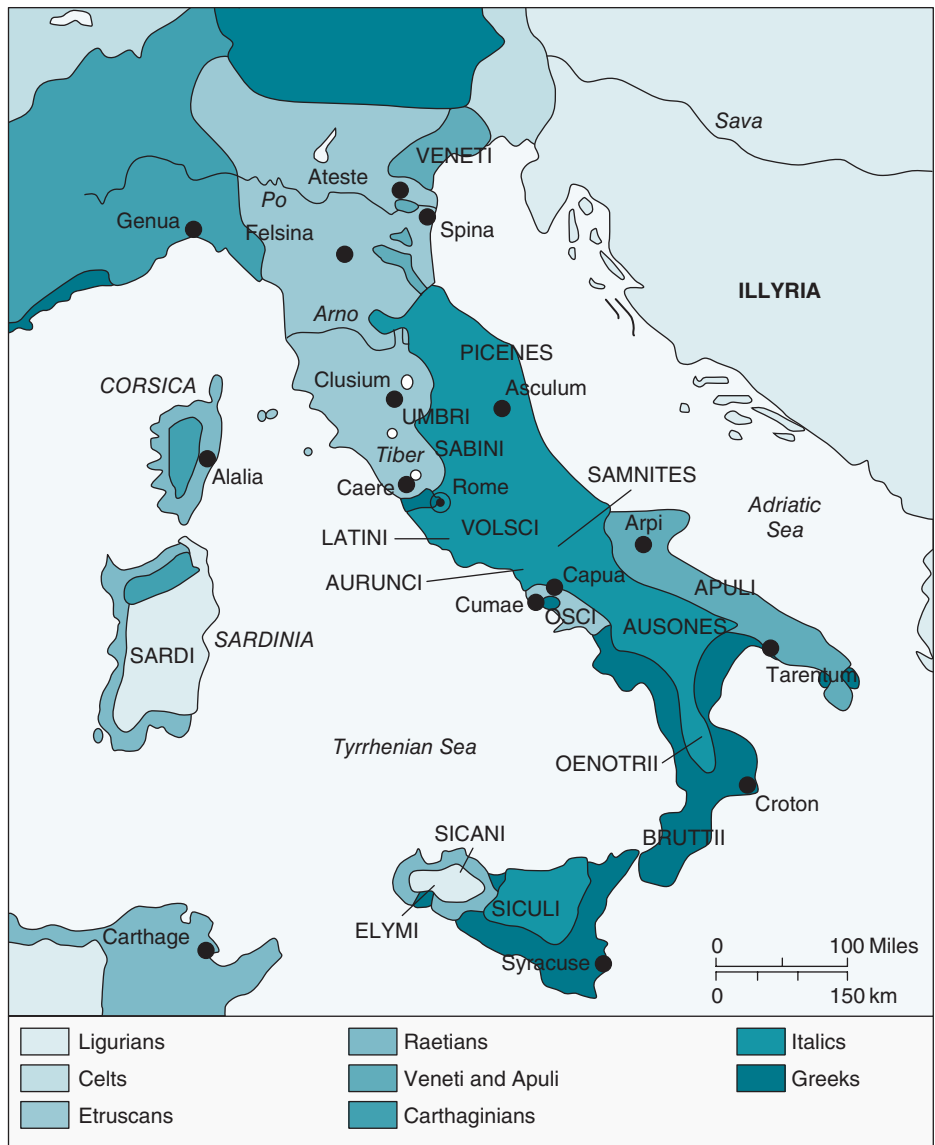 Sava
VENETI
Ateste
Po
Genua
Felsina
Spina
ILLYRIA
Arno
PICENES
CORSICA
Clusium
Asculum
UMBRI
Tiber
SABINI
Alalia
SAMNITES
Caere
Rome
Adriatic
Sea
Arpi
VOLSCI
LATINI
AURUNCI
Capua
APULI
Cumae
OSCI
AUSONES
SARDINIA
SARDI
Tarentum
Tyrrhenian Sea
OENOTRII
Croton
SICANI
BRUTTII
SICULI
ELYMI
Carthage
Syracuse
0 100 Miles
0 150 km
Ligurians
Celts
Etruscans
Raetians
Veneti and Apuli
Carthaginians
Italics
Greeks